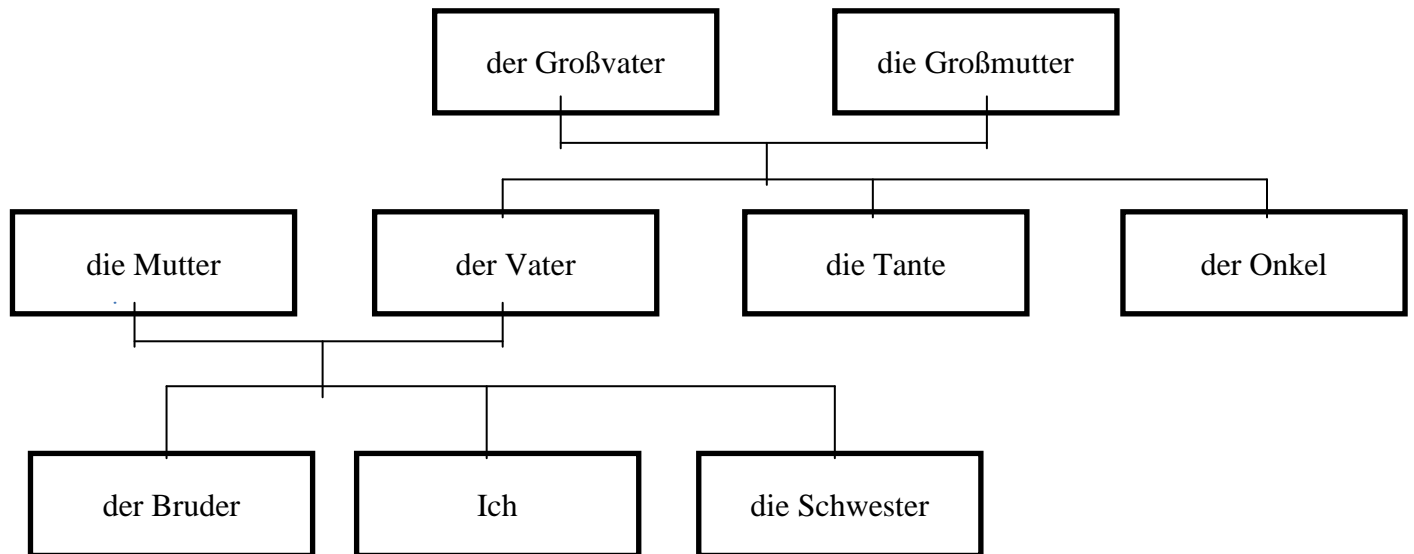 der Großvater
die Großmutter
die Mutter
der Vater
die Tante
der Onkel
der Bruder
Ich
die Schwester